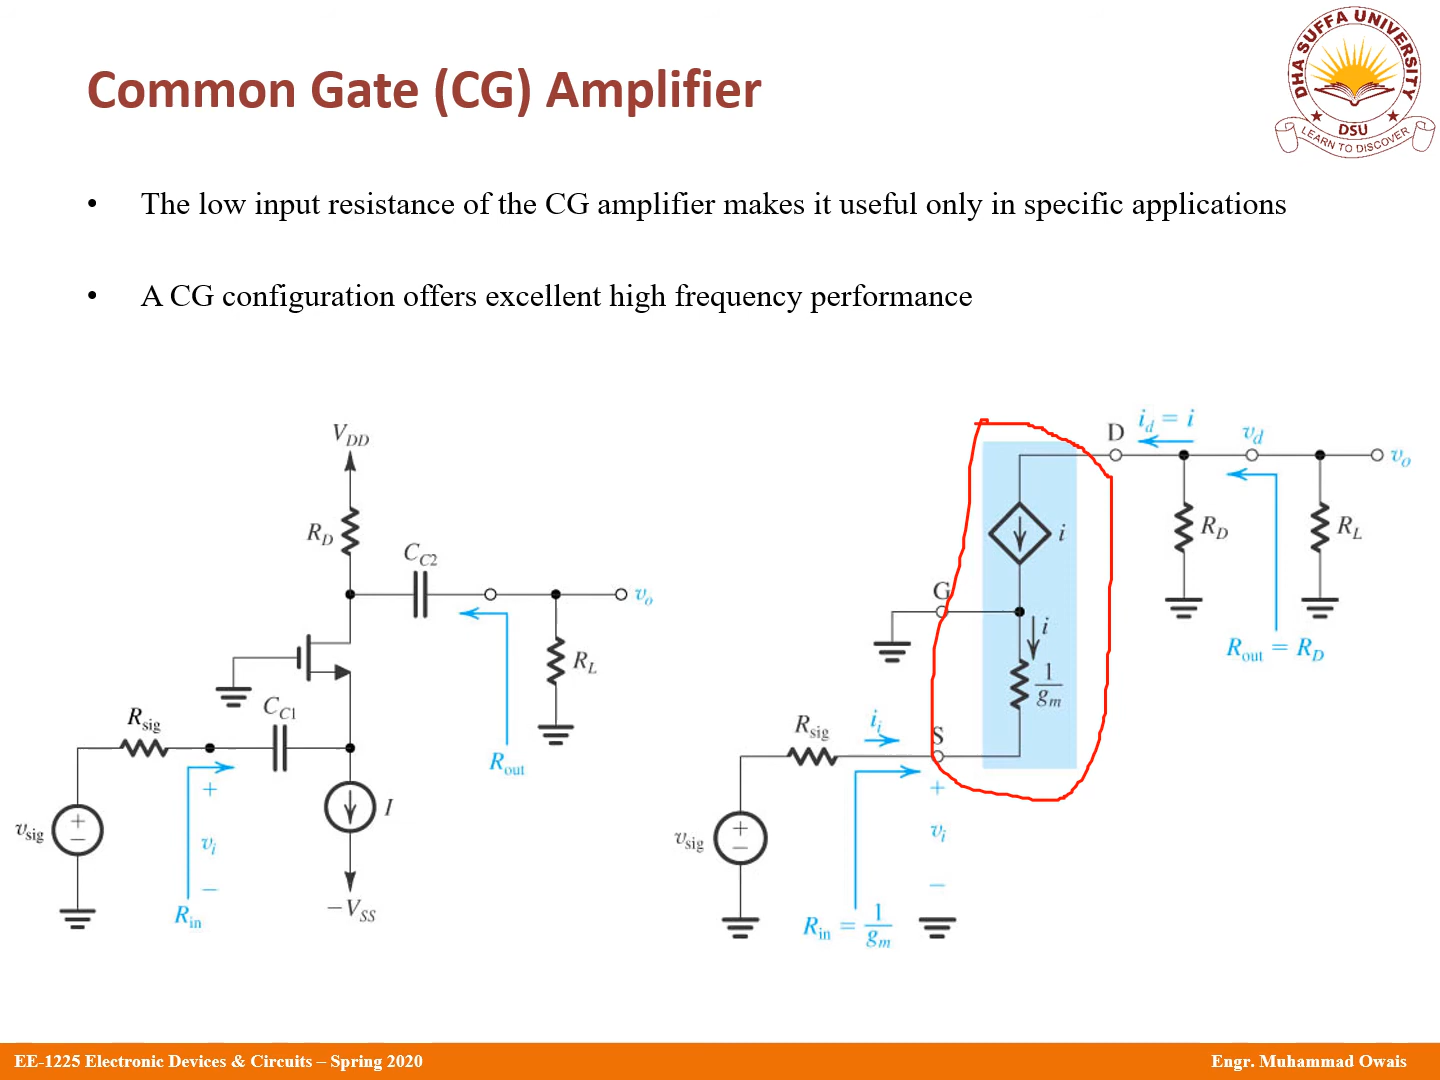 Common Gate (CG) Amplifier
DHA SUFFA UNIVERSITY
DSU
LEARN TO DISCOVER
• The low input resistance of the CG amplifier makes it useful only in specific applications
• A CG configuration offers excellent high frequency performance
V_DD
R_D
C_C2
v_o
R_L
R_out
C_C1
R_sig
+
v_i
−
R_in
v_sig
+
−
I
−V_SS
i_d = i
D
v_d
v_o
i
R_D
R_L
R_out = R_D
G
i
1/g_m
S
R_sig
i_i
+
v_i
−
v_sig
+
−
R_in = 1/g_m
EE-1225 Electronic Devices & Circuits – Spring 2020
Engr. Muhammad Owais